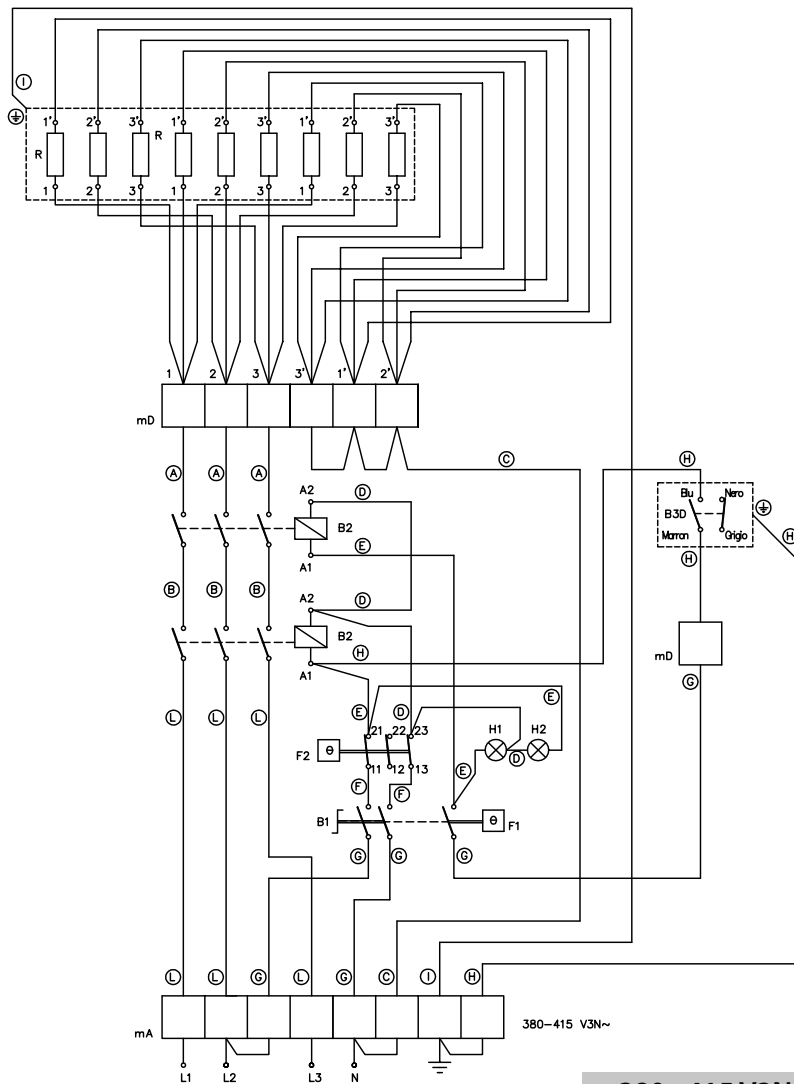 I
1' 2' 3' 1' 2' 3' 1' 2' 3'
R R
1 2 3 1 2 3 1 2 3
1 2 3 3' 1' 2'
mD
C
H
A A A
A2 D
Blu Nero
B3D
B2
Marron Grigio
H
E
A1
H
B B B
A2 D
B2
mD
H
A1
G
L L L
E D E
21 22 23
H1 H2
F2 θ
D
11 12 13
E
F F
B1
θ F1
G G G
L L G L G C I H
mA
380-415 V3N~
L1 L2 L3 N